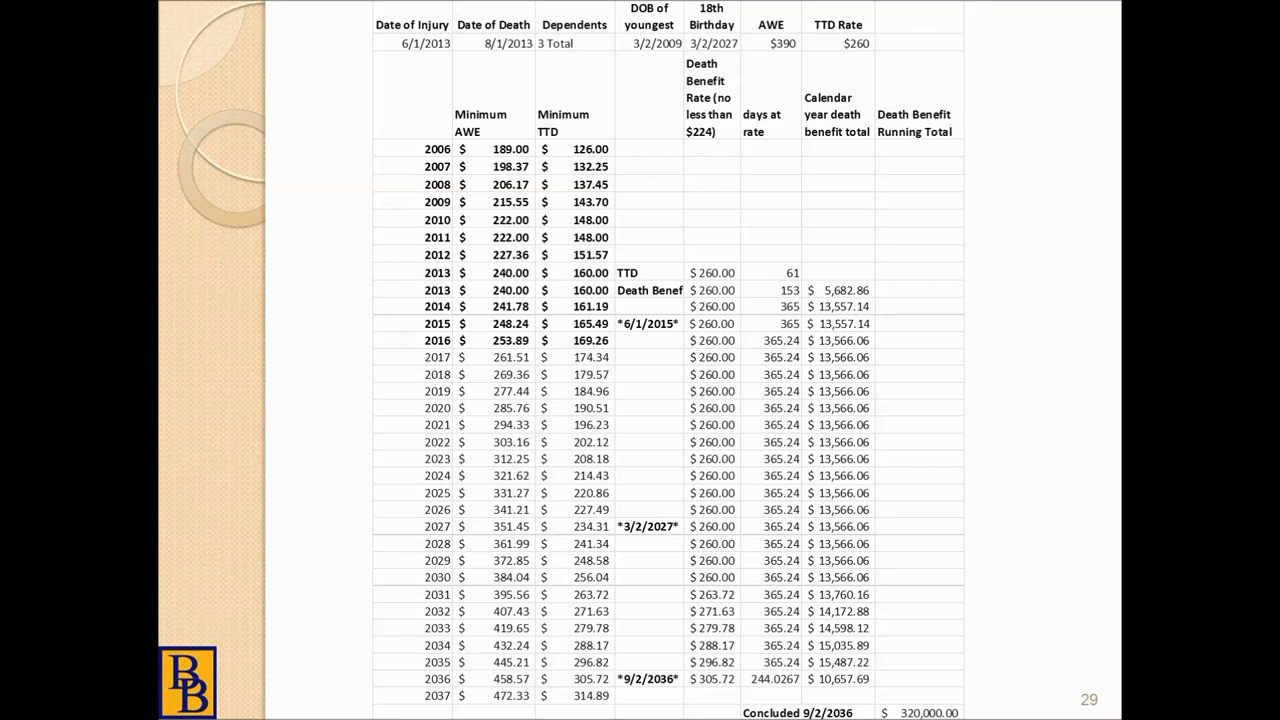 Date of Injury Date of Death Dependents DOB of youngest 18th Birthday AWE TTD Rate
6/1/2013 8/1/2013 3 Total 3/2/2009 3/2/2027 $390 $260
Minimum AWE Minimum TTD Death Benefit Rate (no less than $224) days at rate Calendar year death benefit total Death Benefit Running Total
2006 $ 189.00 $ 126.00
2007 $ 198.37 $ 132.25
2008 $ 206.17 $ 137.45
2009 $ 215.55 $ 143.70
2010 $ 222.00 $ 148.00
2011 $ 222.00 $ 148.00
2012 $ 227.36 $ 151.57
2013 $ 240.00 $ 160.00 TTD $ 260.00 61
2013 $ 240.00 $ 160.00 Death Benef $ 260.00 153 $ 5,682.86
2014 $ 241.78 $ 161.19 $ 260.00 365 $ 13,557.14
2015 $ 248.24 $ 165.49 *6/1/2015* $ 260.00 365 $ 13,557.14
2016 $ 253.89 $ 169.26 $ 260.00 365.24 $ 13,566.06
2017 $ 261.51 $ 174.34 $ 260.00 365.24 $ 13,566.06
2018 $ 269.36 $ 179.57 $ 260.00 365.24 $ 13,566.06
2019 $ 277.44 $ 184.96 $ 260.00 365.24 $ 13,566.06
2020 $ 285.76 $ 190.51 $ 260.00 365.24 $ 13,566.06
2021 $ 294.33 $ 196.23 $ 260.00 365.24 $ 13,566.06
2022 $ 303.16 $ 202.12 $ 260.00 365.24 $ 13,566.06
2023 $ 312.25 $ 208.18 $ 260.00 365.24 $ 13,566.06
2024 $ 321.62 $ 214.43 $ 260.00 365.24 $ 13,566.06
2025 $ 331.27 $ 220.86 $ 260.00 365.24 $ 13,566.06
2026 $ 341.21 $ 227.49 $ 260.00 365.24 $ 13,566.06
2027 $ 351.45 $ 234.31 *3/2/2027* $ 260.00 365.24 $ 13,566.06
2028 $ 361.99 $ 241.34 $ 260.00 365.24 $ 13,566.06
2029 $ 372.85 $ 248.58 $ 260.00 365.24 $ 13,566.06
2030 $ 384.04 $ 256.04 $ 260.00 365.24 $ 13,566.06
2031 $ 395.56 $ 263.72 $ 263.72 365.24 $ 13,760.16
2032 $ 407.43 $ 271.63 $ 271.63 365.24 $ 14,172.88
2033 $ 419.65 $ 279.78 $ 279.78 365.24 $ 14,598.12
2034 $ 432.24 $ 288.17 $ 288.17 365.24 $ 15,035.89
2035 $ 445.21 $ 296.82 $ 296.82 365.24 $ 15,487.22
2036 $ 458.57 $ 305.72 *9/2/2036* $ 305.72 244.0267 $ 10,657.69
2037 $ 472.33 $ 314.89
Concluded 9/2/2036 $ 320,000.00
29
BB